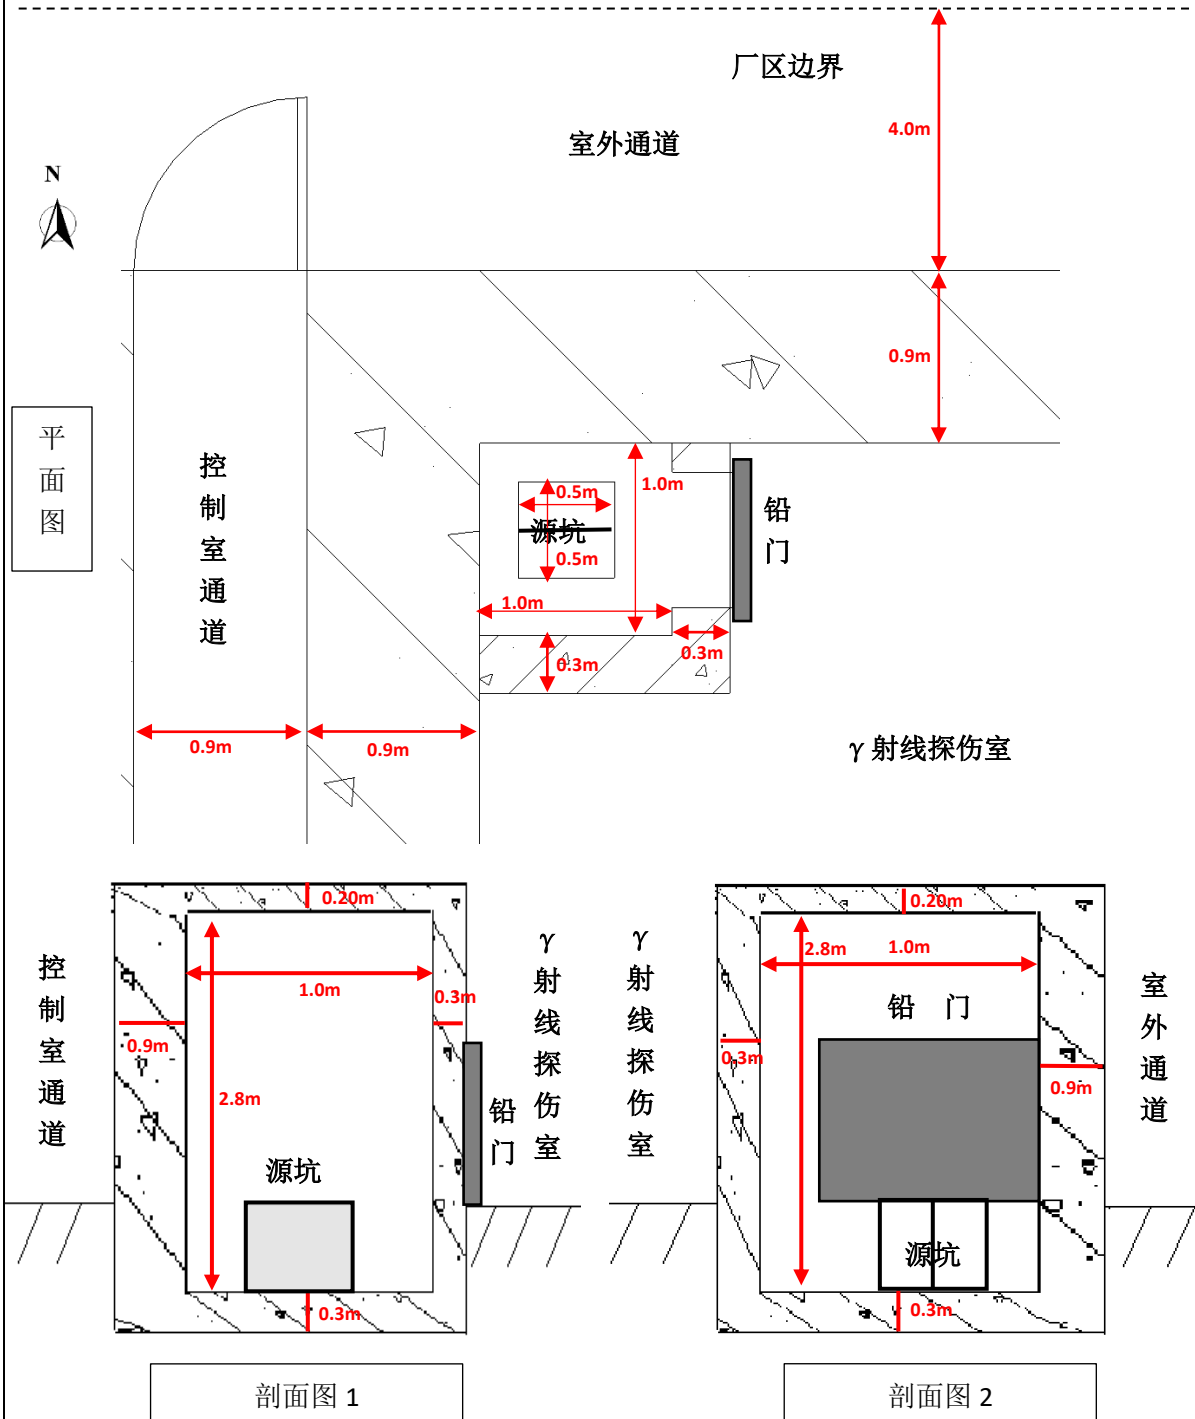 厂区边界
4.0m
室外通道
N
0.9m
平面图
控制室通道
0.5m
1.0m
源坑
铅门
0.5m
1.0m
0.3m
0.3m
0.9m
0.9m
γ 射线探伤室
0.20m
控制室通道
1.0m
0.3m
0.9m
2.8m
源坑
铅门
γ射线探伤室
0.3m
剖面图 1
0.20m
γ射线探伤室
2.8m
1.0m
铅 门
0.3m
0.9m
室外通道
源坑
0.3m
剖面图 2